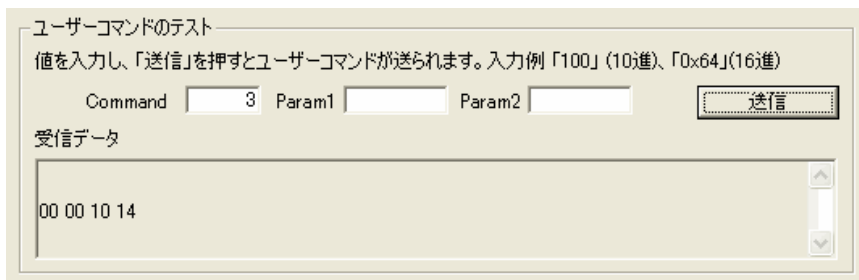 ユーザーコマンドのテスト
値を入力し、「送信」を押すとユーザーコマンドが送られます。入力例 「100」 (10進)、「0x64」(16進)
Command 3 Param1 Param2 送信
受信データ
00 00 10 14